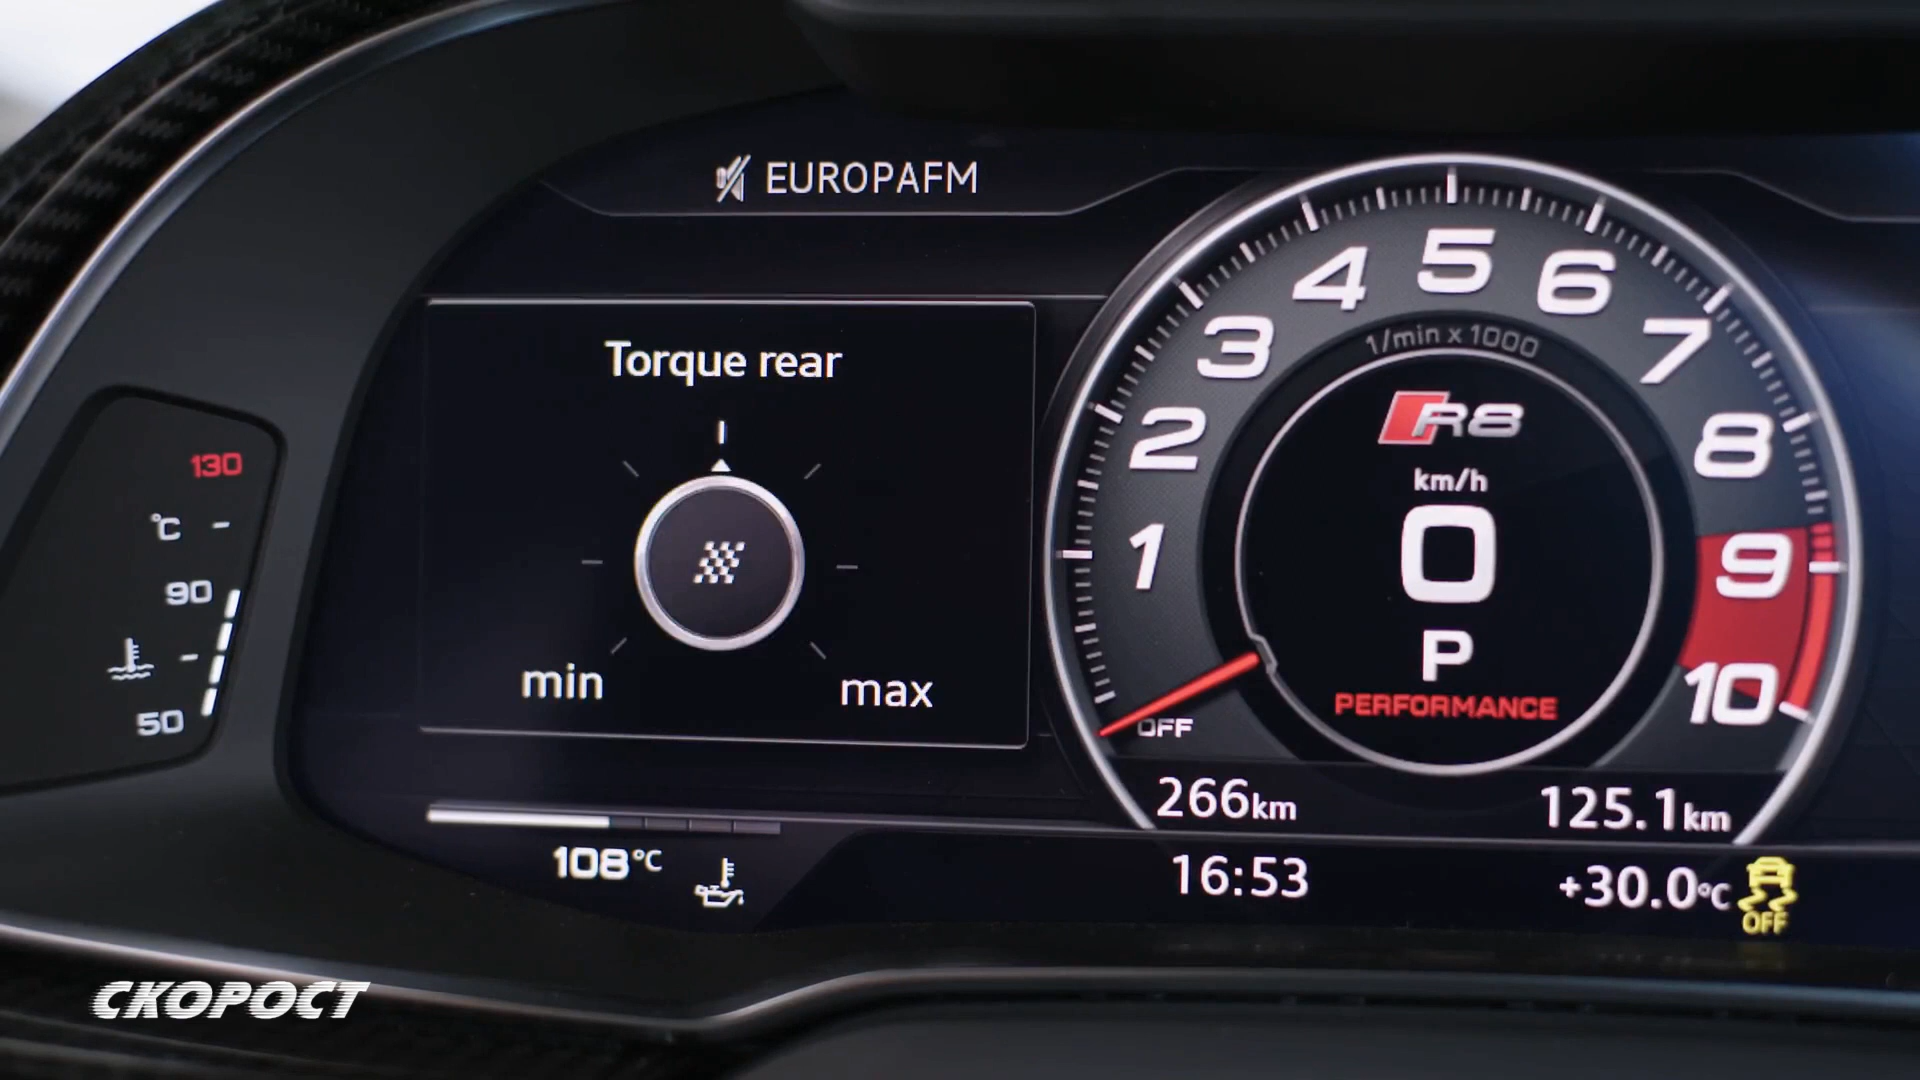 EUROPAFM
Torque rear
min
max
130
°C
90
50
108°C
1
2
3
4
5
6
7
8
9
10
1/min x 1000
R8
km/h
0
P
PERFORMANCE
OFF
266km
125.1km
16:53
+30.0°C
OFF
СКОРОСТ